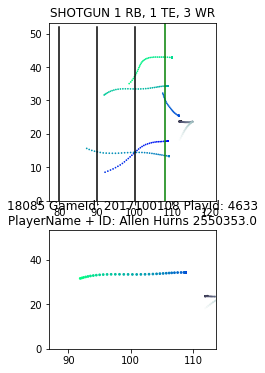 SHOTGUN 1 RB, 1 TE, 3 WR
50
40
30
20
10
0
80 90 100 110 120
18085 GameId: 2017100108 PlayId: 4633
PlayerName + ID: Allen Hurns 2550353.0
40
20
0
90 100 110